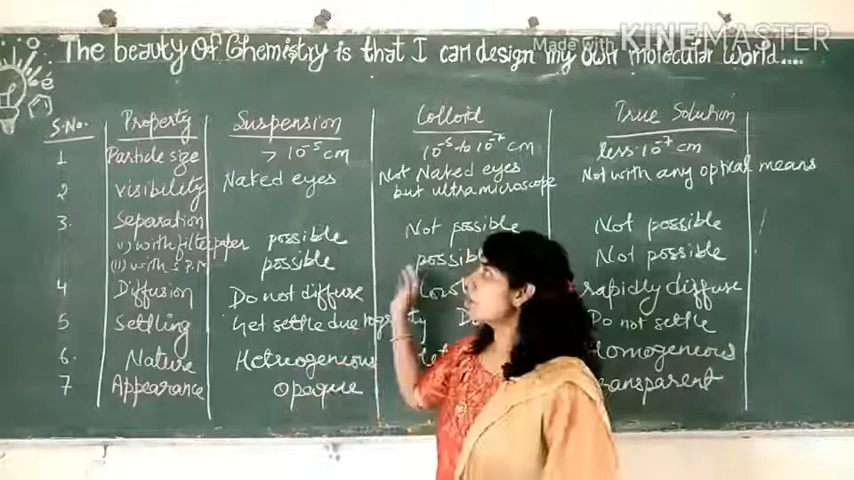 The beauty Of Chemistry is that I can design my own molecular world....
Made with KINEMASTER
S.No. Property Suspension Colloid True Solution
1 Particle size > 10⁻⁵ cm 10⁻⁵ to 10⁻⁷ cm less 10⁻⁷ cm
2 visibility Naked eyes Not Naked eyes but ultramicroscope Not with any optical means
3. Separation
(i) with filter paper possible Not possible Not possible
(ii) with S.P.M possible possible Not possible
4 Diffusion Do not diffuse rapidly diffuse
5 Settling Get settle due to gravity Do not settle
6. Nature Hetreogeneous Homogeneous
7 Appearance Opaque Transparent